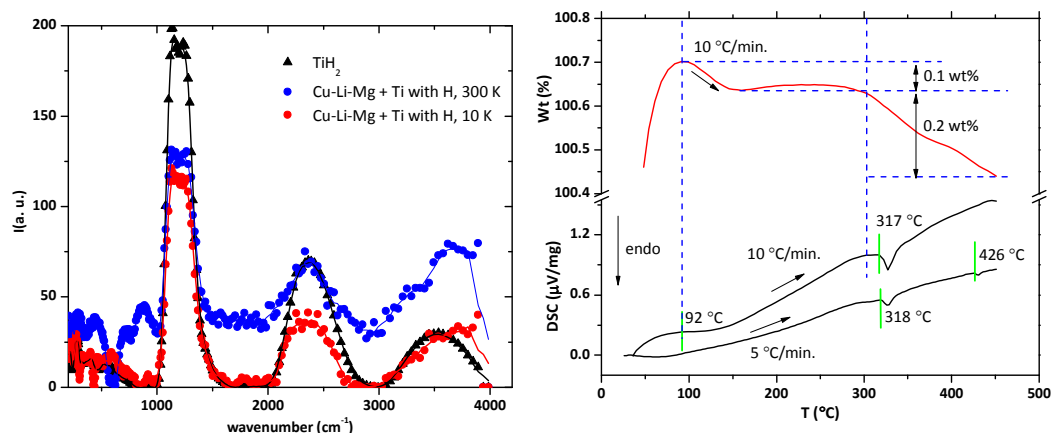 200
150
100
50
0
I(a. u.)
1000
2000
3000
4000
wavenumber (cm-1)
TiH2
Cu-Li-Mg + Ti with H, 300 K
Cu-Li-Mg + Ti with H, 10 K
100.8
100.7
100.6
100.5
100.4
Wt (%)
10 °C/min.
0.1 wt%
0.2 wt%
1.2
0.6
0.0
DSC (μV/mg)
endo
92 °C
10 °C/min.
5 °C/min.
317 °C
318 °C
426 °C
0
100
200
300
400
500
T (°C)